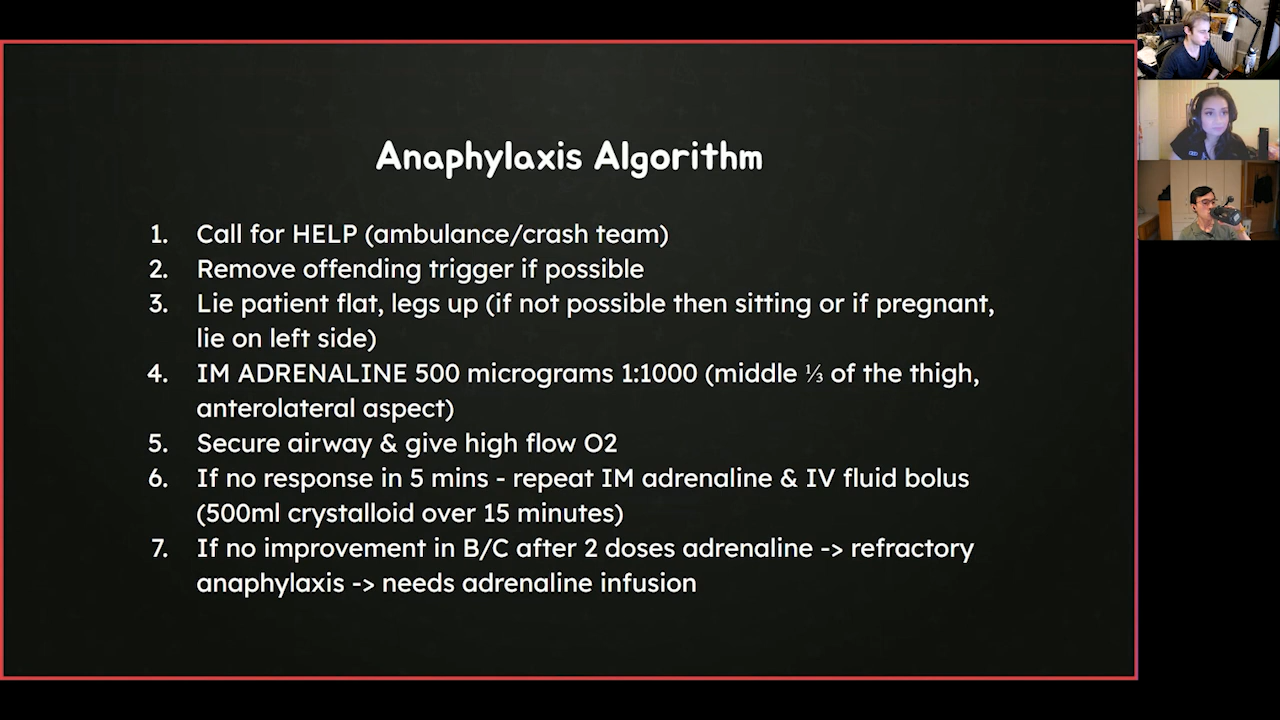 Anaphylaxis Algorithm
1. Call for HELP (ambulance/crash team)
2. Remove offending trigger if possible
3. Lie patient flat, legs up (if not possible then sitting or if pregnant,
lie on left side)
4. IM ADRENALINE 500 micrograms 1:1000 (middle ⅓ of the thigh,
anterolateral aspect)
5. Secure airway & give high flow O2
6. If no response in 5 mins - repeat IM adrenaline & IV fluid bolus
(500ml crystalloid over 15 minutes)
7. If no improvement in B/C after 2 doses adrenaline -> refractory
anaphylaxis -> needs adrenaline infusion